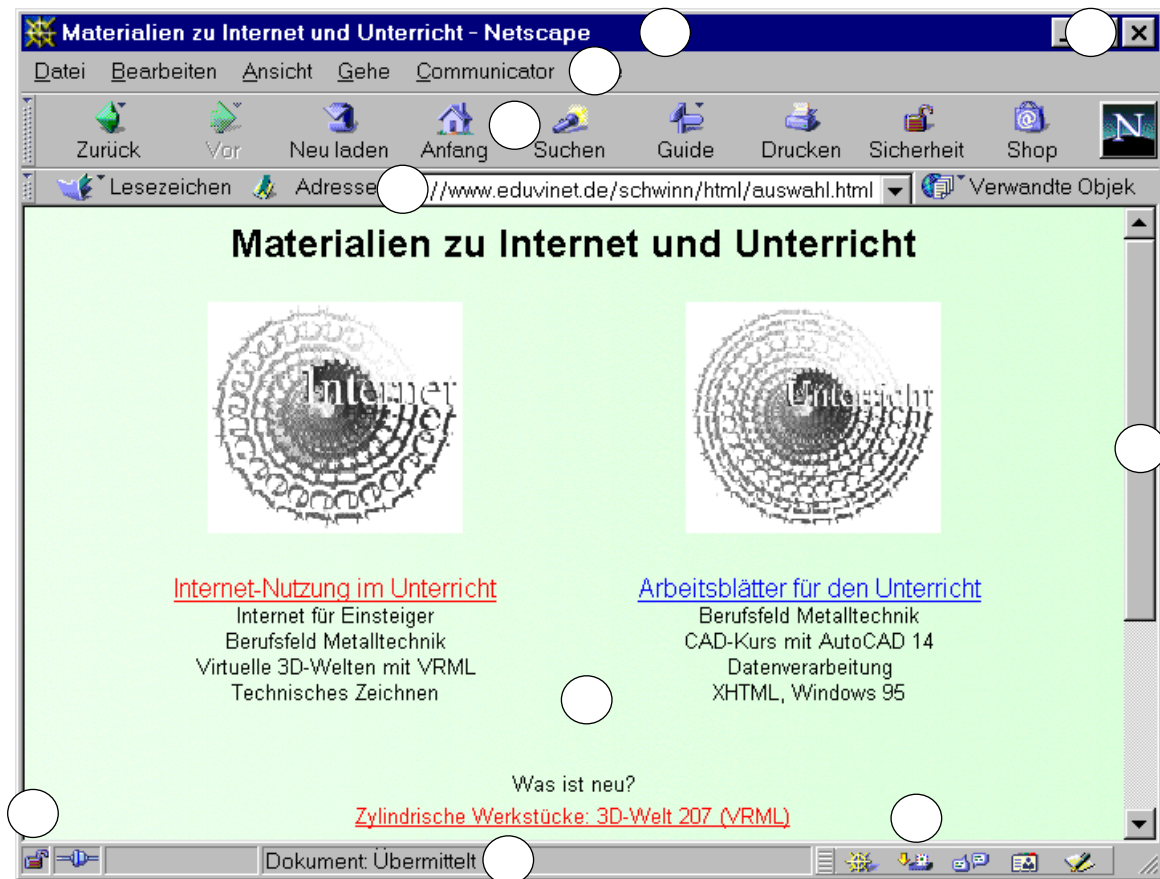 Materialien zu Internet und Unterricht - Netscape
Datei Bearbeiten Ansicht Gehe Communicator
Zurück Vor Neu laden Anfang Suchen Guide Drucken Sicherheit Shop
N
Lesezeichen Adresse //www.eduvinet.de/schwinn/html/auswahl.html Verwandte Objek
Materialien zu Internet und Unterricht
Internet
Unterricht
Internet-Nutzung im Unterricht
Internet für Einsteiger
Berufsfeld Metalltechnik
Virtuelle 3D-Welten mit VRML
Technisches Zeichnen
Arbeitsblätter für den Unterricht
Berufsfeld Metalltechnik
CAD-Kurs mit AutoCAD 14
Datenverarbeitung
XHTML, Windows 95
Was ist neu?
Zylindrische Werkstücke: 3D-Welt 207 (VRML)
Dokument: Übermittelt